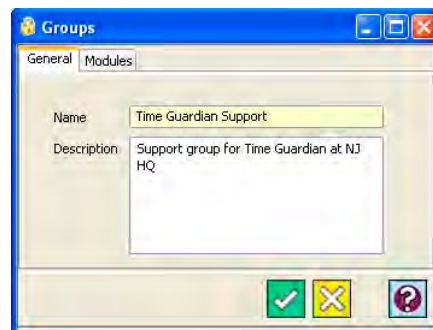 Groups
General Modules
Name Time Guardian Support
Description Support group for Time Guardian at NJ
HQ